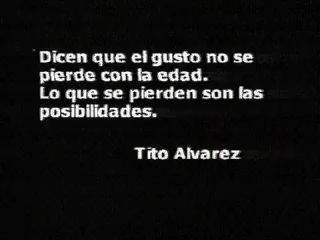 Dicen que el gusto no se
pierde con la edad.
Lo que se pierden son las
posibilidades.
Tito Alvarez